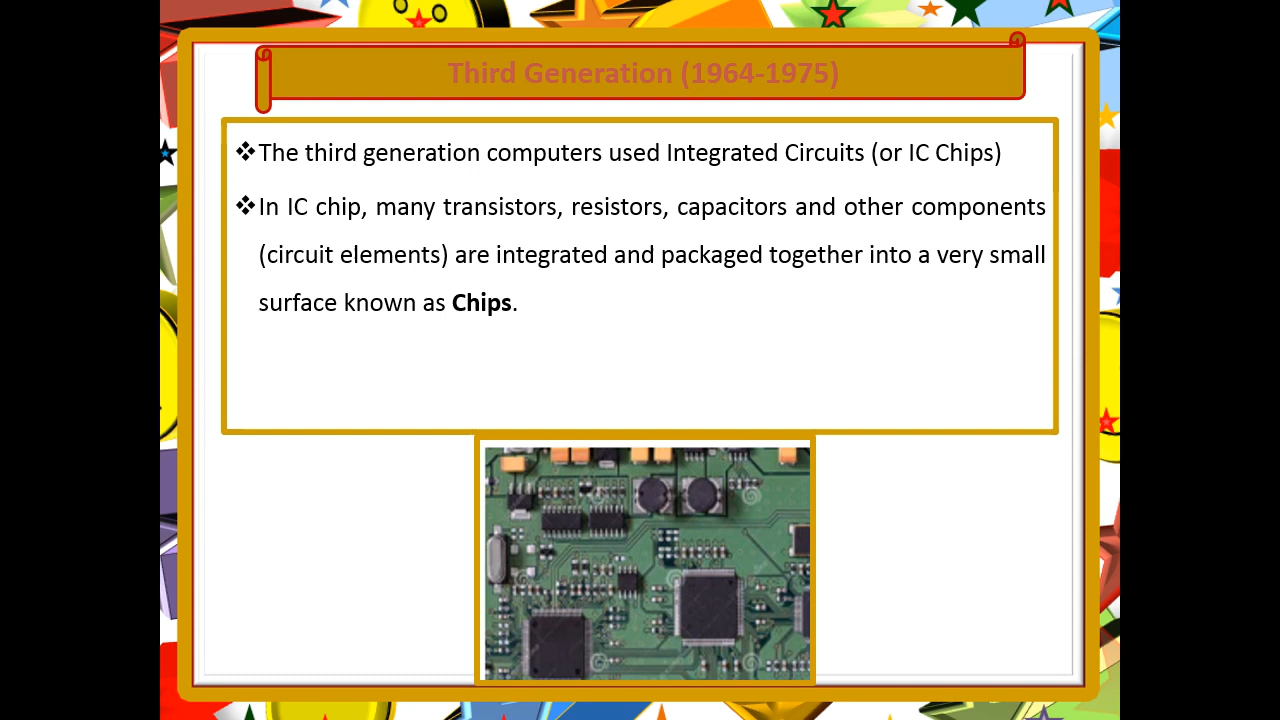 Third Generation (1964-1975)
❖The third generation computers used Integrated Circuits (or IC Chips)
❖In IC chip, many transistors, resistors, capacitors and other components
(circuit elements) are integrated and packaged together into a very small
surface known as Chips.